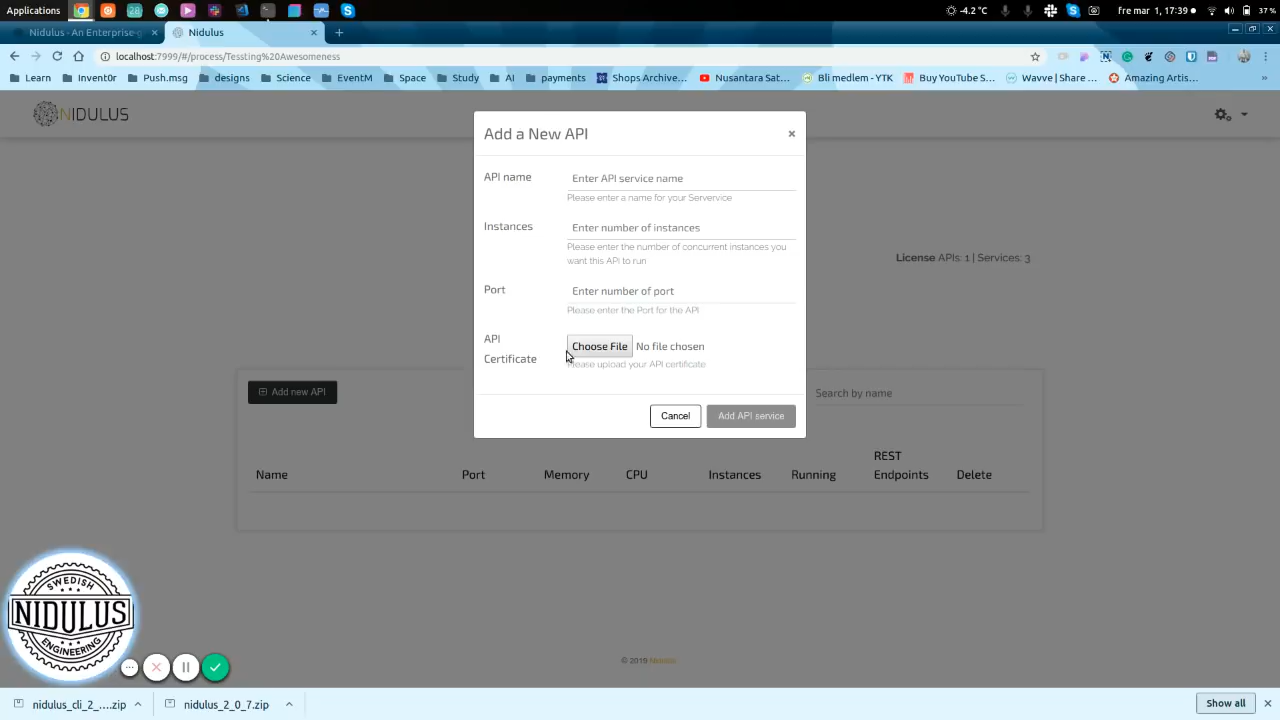 Applications
-4.2 °C
fre mar 1, 17:39
37 %
Nidulus - An Enterprise-g
Nidulus
localhost:7999/#/process/Tessting%20Awesomeness
Learn
Invent0r
Push.msg
designs
Science
EventM
Space
Study
AI
payments
Shops Archive...
Nusantara Sat...
Bli medlem - YTK
Buy YouTube S...
Wavve | Share ...
Amazing Artis...
»
NIDULUS
Add a New API
×
API name
Enter API service name
Please enter a name for your Servervice
Instances
Enter number of instances
Please enter the number of concurrent instances you
want this API to run
Port
Enter number of port
Please enter the Port for the API
API
Certificate
Choose File
No file chosen
Please upload your API certificate
Cancel
Add API service
License APIs: 1 | Services: 3
Add new API
Search by name
Name
Port
Memory
CPU
Instances
Running
REST
Endpoints
Delete
SWEDISH
NIDULUS
ENGINEERING
© 2019 Nidulus
nidulus_cli_2_....zip
nidulus_2_0_7.zip
Show all